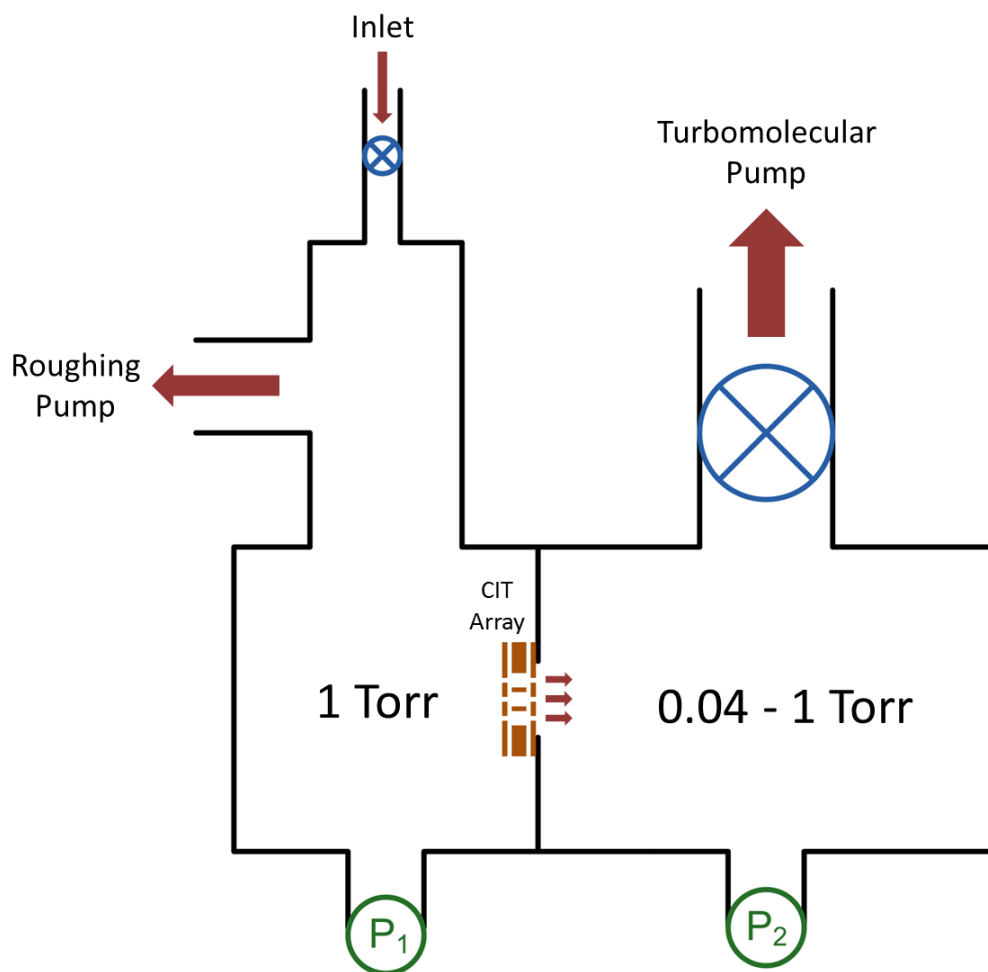 Inlet
Turbomolecular
Pump
Roughing
Pump
CIT
Array
1 Torr
0.04 - 1 Torr
P₁
P₂